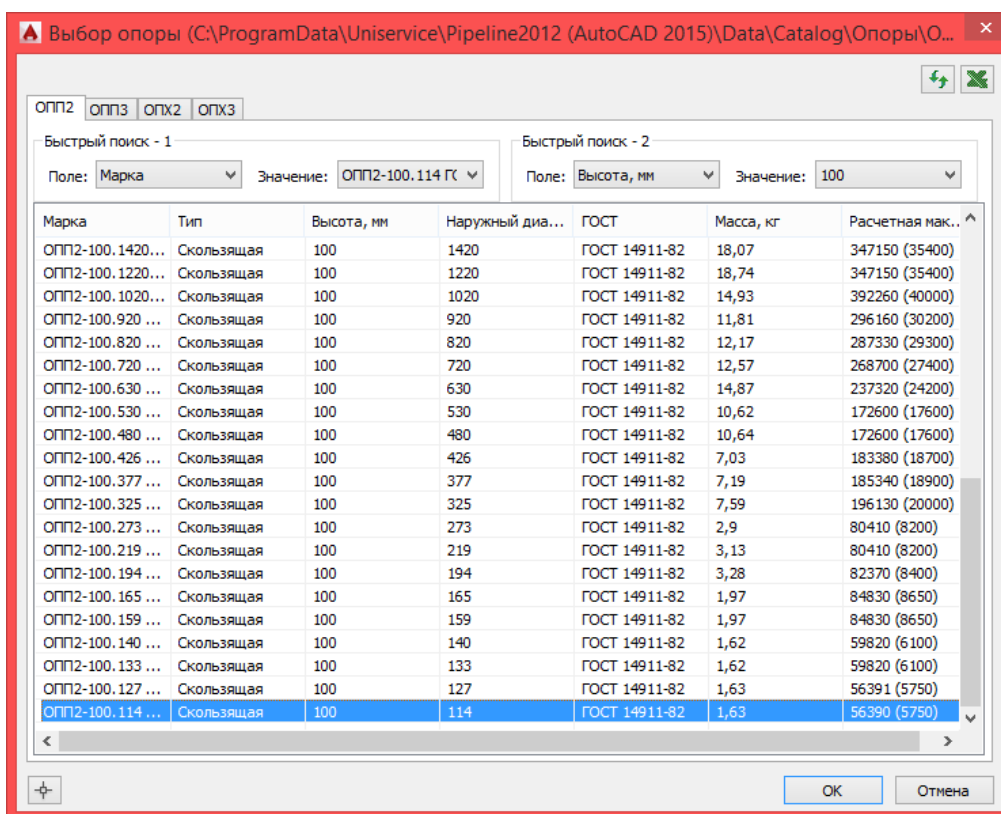 Выбор опоры (C:\ProgramData\Uniservice\Pipeline2012 (AutoCAD 2015)\Data\Catalog\Опоры\О...
ОПП2 ОПП3 ОПХ2 ОПХ3
Быстрый поиск - 1 Быстрый поиск - 2
Поле: Марка Значение: ОПП2-100.114 ГС Поле: Высота, мм Значение: 100
Марка Тип Высота, мм Наружный диа... ГОСТ Масса, кг Расчетная мак...
ОПП2-100.1420... Скользящая 100 1420 ГОСТ 14911-82 18,07 347150 (35400)
ОПП2-100.1220... Скользящая 100 1220 ГОСТ 14911-82 18,74 347150 (35400)
ОПП2-100.1020... Скользящая 100 1020 ГОСТ 14911-82 14,93 392260 (40000)
ОПП2-100.920 ... Скользящая 100 920 ГОСТ 14911-82 11,81 296160 (30200)
ОПП2-100.820 ... Скользящая 100 820 ГОСТ 14911-82 12,17 287330 (29300)
ОПП2-100.720 ... Скользящая 100 720 ГОСТ 14911-82 12,57 268700 (27400)
ОПП2-100.630 ... Скользящая 100 630 ГОСТ 14911-82 14,87 237320 (24200)
ОПП2-100.530 ... Скользящая 100 530 ГОСТ 14911-82 10,62 172600 (17600)
ОПП2-100.480 ... Скользящая 100 480 ГОСТ 14911-82 10,64 172600 (17600)
ОПП2-100.426 ... Скользящая 100 426 ГОСТ 14911-82 7,03 183380 (18700)
ОПП2-100.377 ... Скользящая 100 377 ГОСТ 14911-82 7,19 185340 (18900)
ОПП2-100.325 ... Скользящая 100 325 ГОСТ 14911-82 7,59 196130 (20000)
ОПП2-100.273 ... Скользящая 100 273 ГОСТ 14911-82 2,9 80410 (8200)
ОПП2-100.219 ... Скользящая 100 219 ГОСТ 14911-82 3,13 80410 (8200)
ОПП2-100.194 ... Скользящая 100 194 ГОСТ 14911-82 3,28 82370 (8400)
ОПП2-100.165 ... Скользящая 100 165 ГОСТ 14911-82 1,97 84830 (8650)
ОПП2-100.159 ... Скользящая 100 159 ГОСТ 14911-82 1,97 84830 (8650)
ОПП2-100.140 ... Скользящая 100 140 ГОСТ 14911-82 1,62 59820 (6100)
ОПП2-100.133 ... Скользящая 100 133 ГОСТ 14911-82 1,62 59820 (6100)
ОПП2-100.127 ... Скользящая 100 127 ГОСТ 14911-82 1,63 56391 (5750)
ОПП2-100.114 ... Скользящая 100 114 ГОСТ 14911-82 1,63 56390 (5750)
ОК Отмена